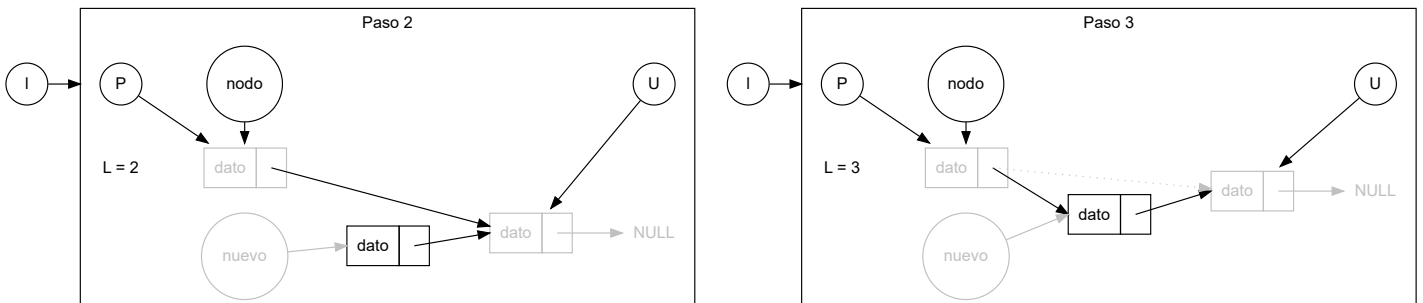 Paso 2
I
P
nodo
U
L = 2
dato
dato
NULL
nuevo
dato
Paso 3
I
P
nodo
U
L = 3
dato
dato
NULL
dato
nuevo